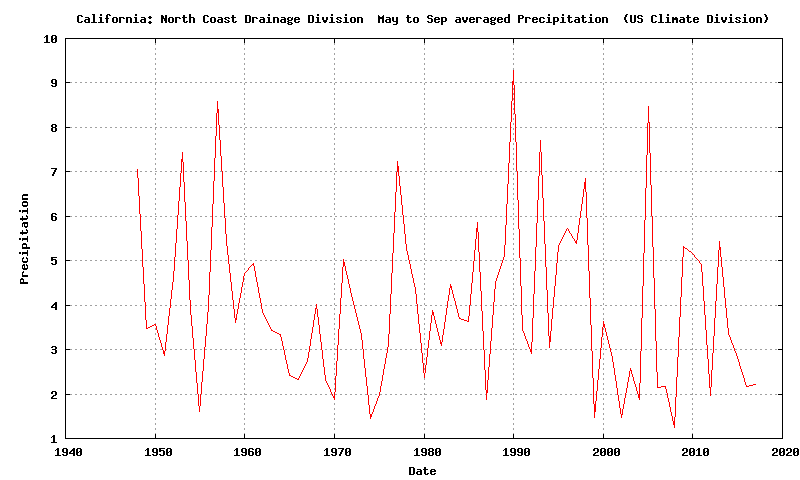 California: North Coast Drainage Division  May to Sep averaged Precipitation  (US Climate Division)
10
9
8
7
6
5
4
3
2
1
Precipitation
1940 1950 1960 1970 1980 1990 2000 2010 2020
Date